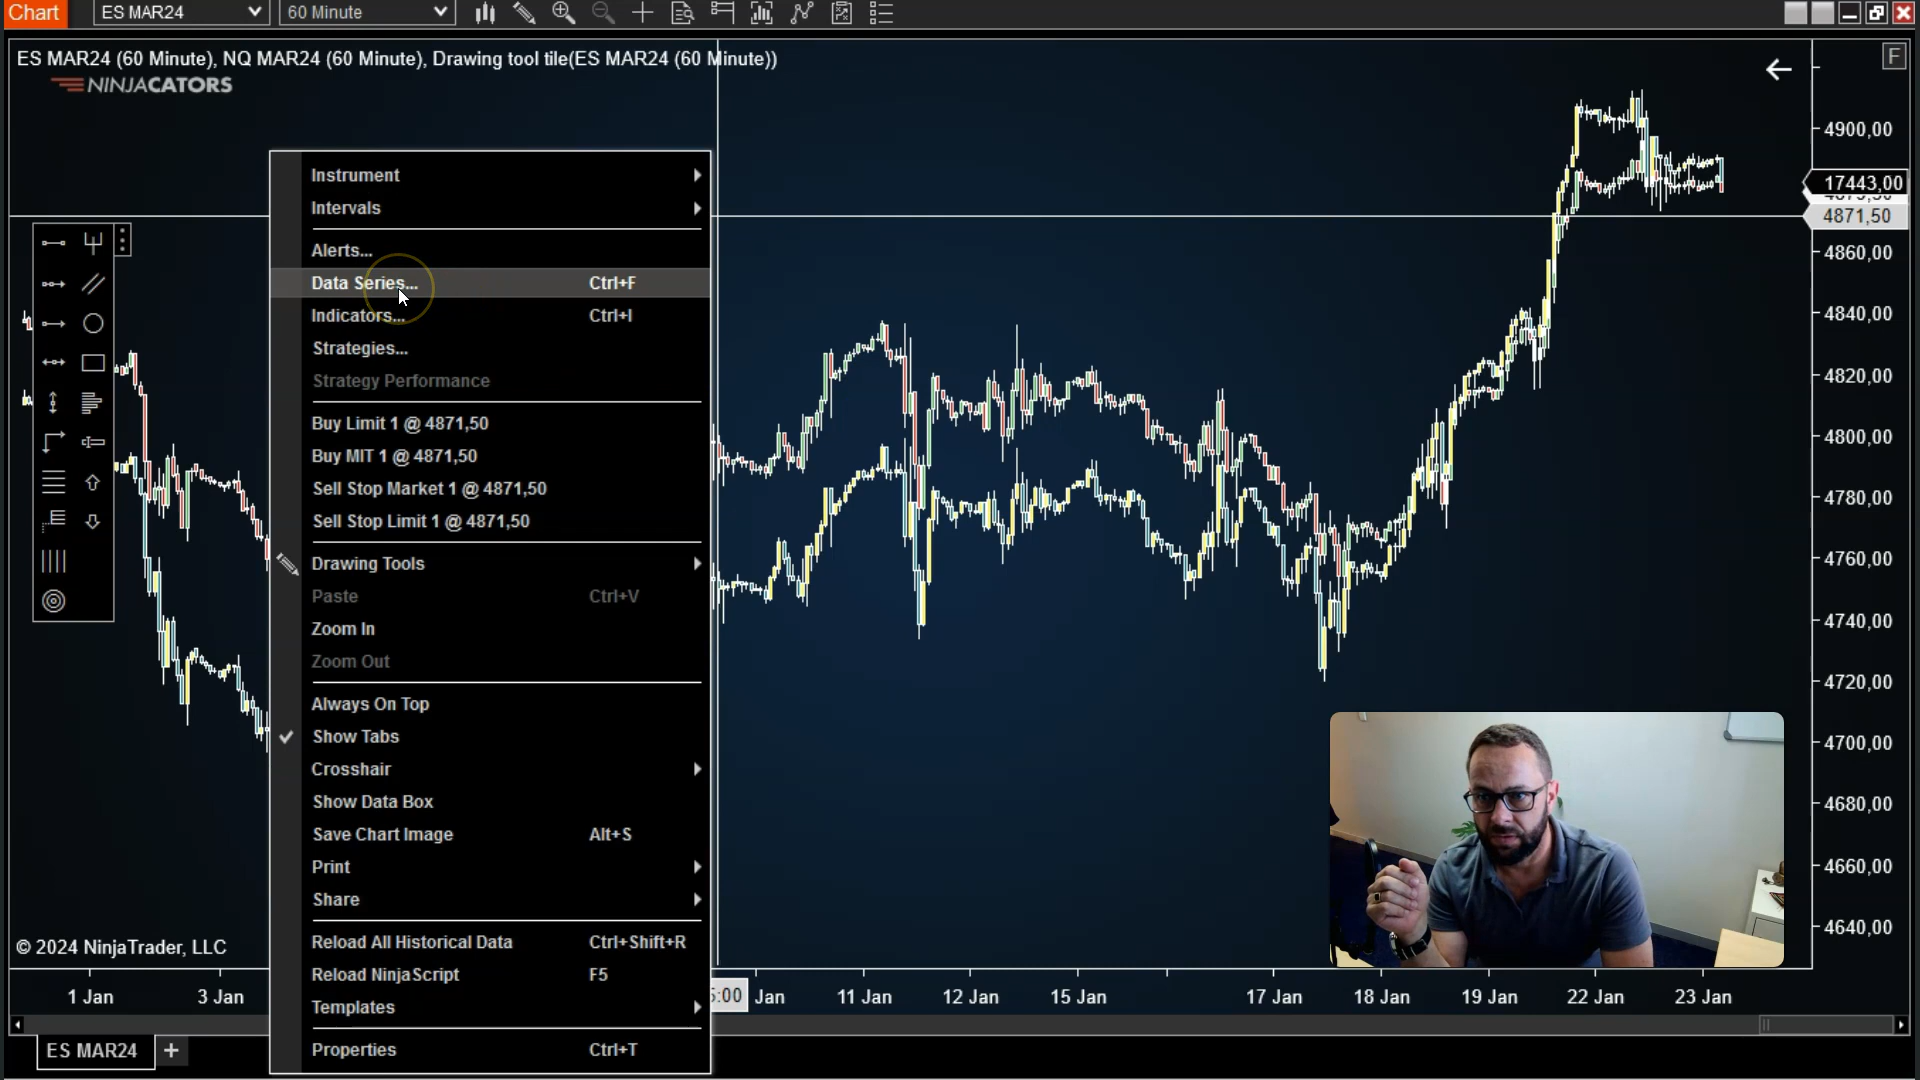 Chart ES MAR24 60 Minute
ES MAR24 (60 Minute), NQ MAR24 (60 Minute), Drawing tool tile(ES MAR24 (60 Minute))
NINJACATORS
F
Instrument
Intervals
Alerts...
Data Series... Ctrl+F
Indicators... Ctrl+I
Strategies...
Strategy Performance
Buy Limit 1 @ 4871,50
Buy MIT 1 @ 4871,50
Sell Stop Market 1 @ 4871,50
Sell Stop Limit 1 @ 4871,50
Drawing Tools
Paste Ctrl+V
Zoom In
Zoom Out
Always On Top
Show Tabs
Crosshair
Show Data Box
Save Chart Image Alt+S
Print
Share
Reload All Historical Data Ctrl+Shift+R
Reload NinjaScript F5
Templates
Properties Ctrl+T
4900,00
17443,00
4871,50
4860,00
4840,00
4820,00
4800,00
4780,00
4760,00
4740,00
4720,00
4700,00
4680,00
4660,00
4640,00
© 2024 NinjaTrader, LLC
1 Jan 3 Jan 5:00 Jan 11 Jan 12 Jan 15 Jan 17 Jan 18 Jan 19 Jan 22 Jan 23 Jan
ES MAR24 +